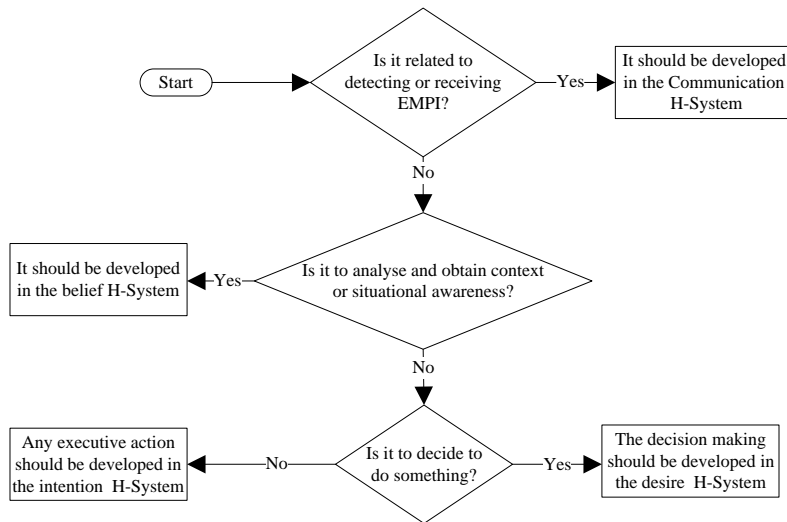 Start
Is it related to
detecting or receiving
EMPI?
Yes
It should be developed
in the Communication
H-System
No
Is it to analyse and obtain context
or situational awareness?
Yes
It should be developed
in the belief H-System
No
Is it to decide to
do something?
No
Any executive action
should be developed in
the intention H-System
Yes
The decision making
should be developed in
the desire H-System